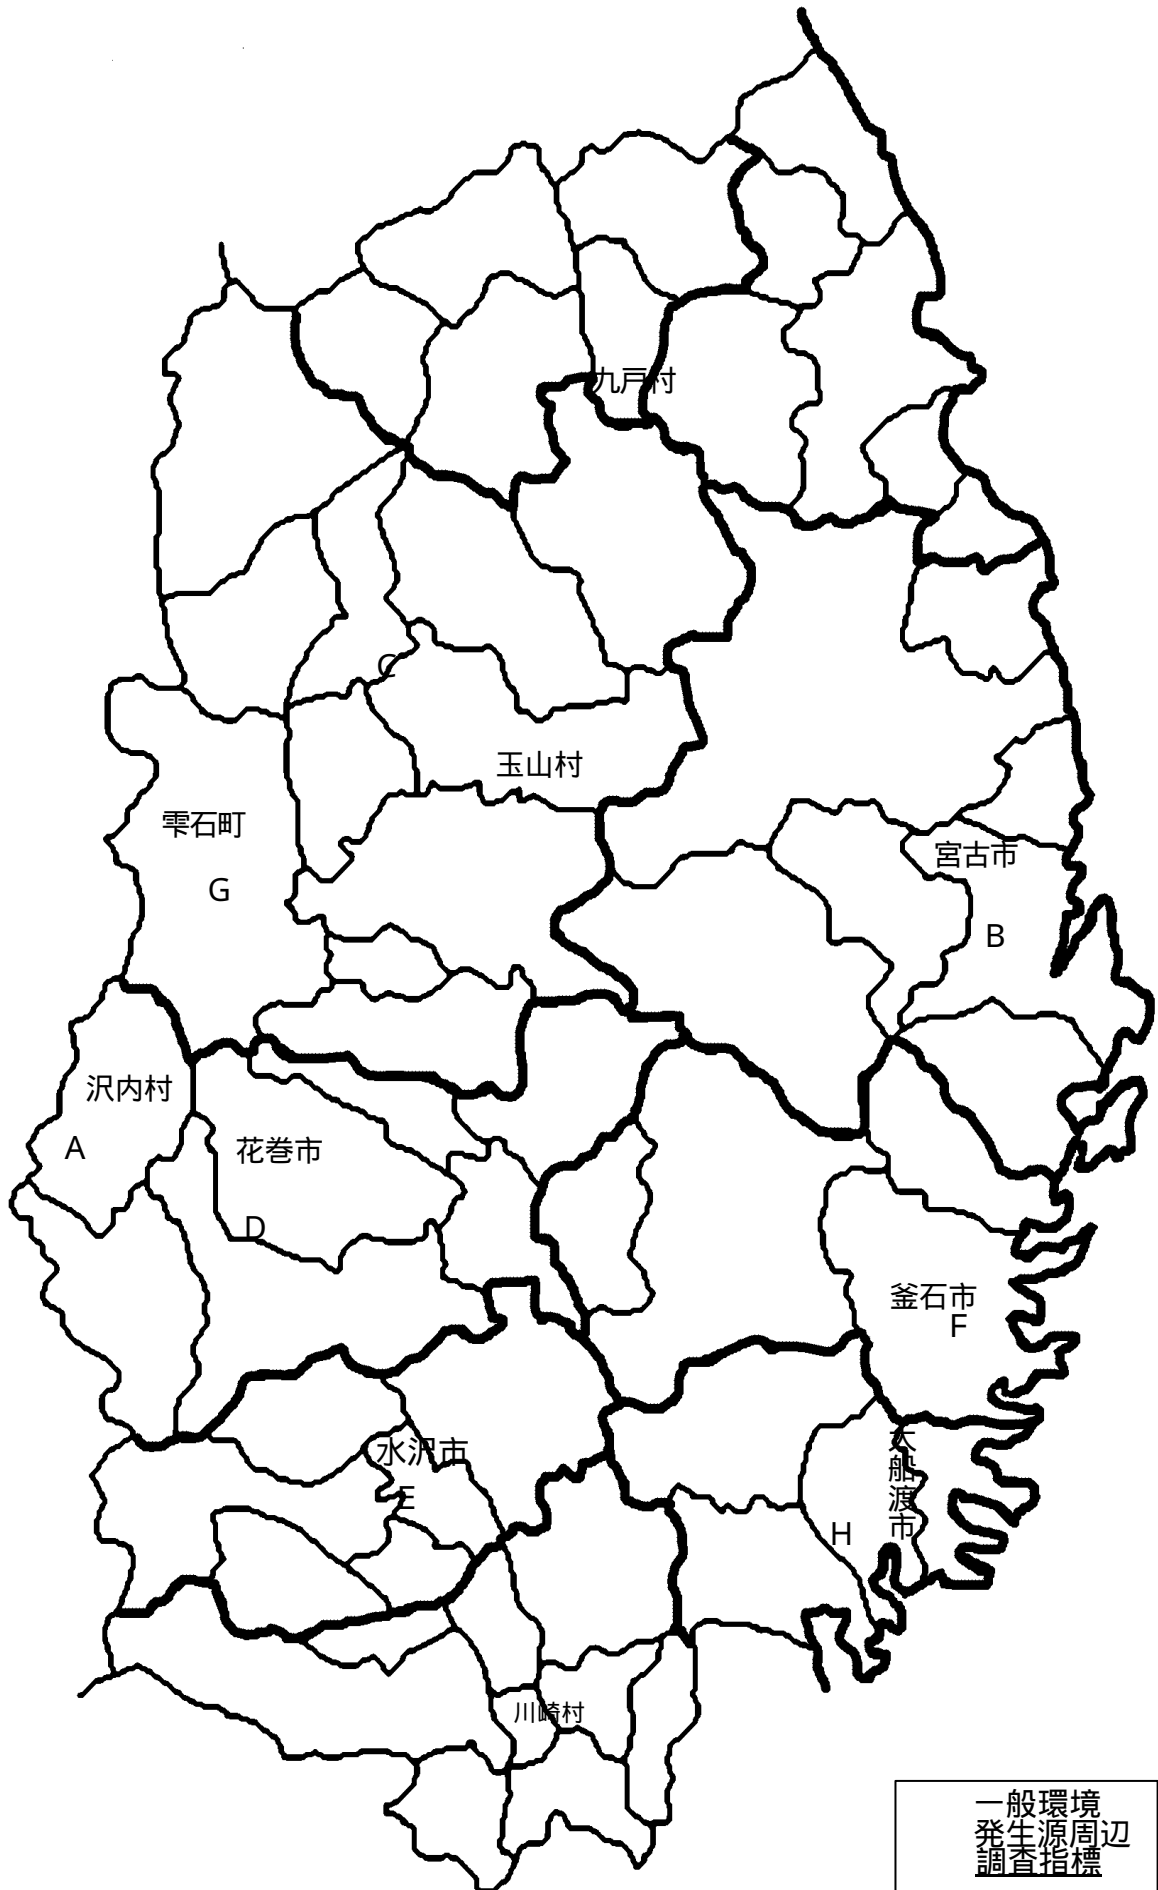 九戸村
C
玉山村
雫石町
G
宮古市
B
沢内村
A
花巻市
D
釜石市
F
水沢市
E
大船渡市
H
川崎村
一般環境
発生源周辺
調査指標